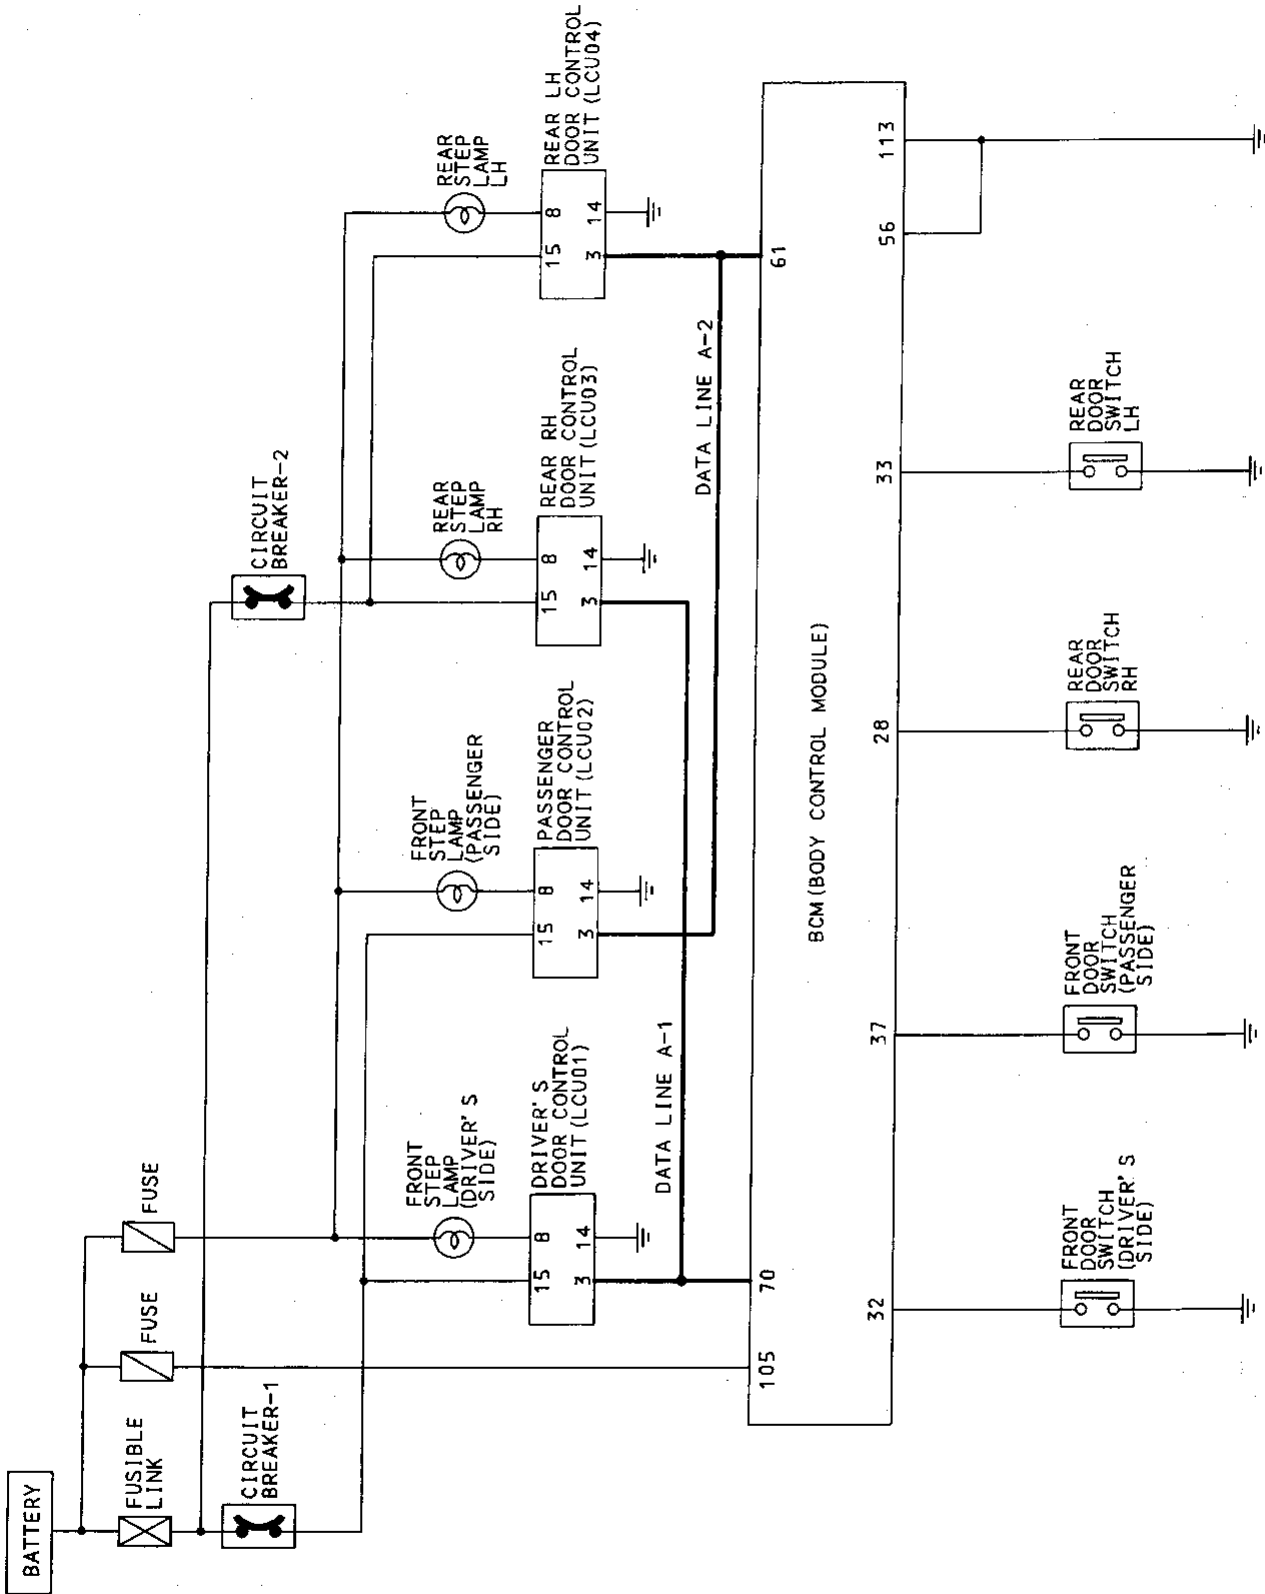 BATTERY
FUSIBLE
LINK
FUSE
FUSE
CIRCUIT
BREAKER-1
CIRCUIT
BREAKER-2
FRONT
STEP
LAMP
(DRIVER'S
SIDE)
FRONT
STEP
LAMP
(PASSENGER
SIDE)
REAR
STEP
LAMP
RH
REAR
STEP
LAMP
LH
15
8
3
14
DRIVER'S
DOOR CONTROL
UNIT(LCU01)
15
8
3
14
PASSENGER
DOOR CONTROL
UNIT(LCU02)
15
8
3
14
REAR RH
DOOR CONTROL
UNIT(LCU03)
15
8
3
14
REAR LH
DOOR CONTROL
UNIT (LCU04)
DATA LINE A-1
DATA LINE A-2
105
70
61
BCM(BODY CONTROL MODULE)
32
37
28
33
56
113
FRONT
DOOR
SWITCH
(DRIVER'S
SIDE)
FRONT
DOOR
SWITCH
(PASSENGER
SIDE)
REAR
DOOR
SWITCH
RH
REAR
DOOR
SWITCH
LH